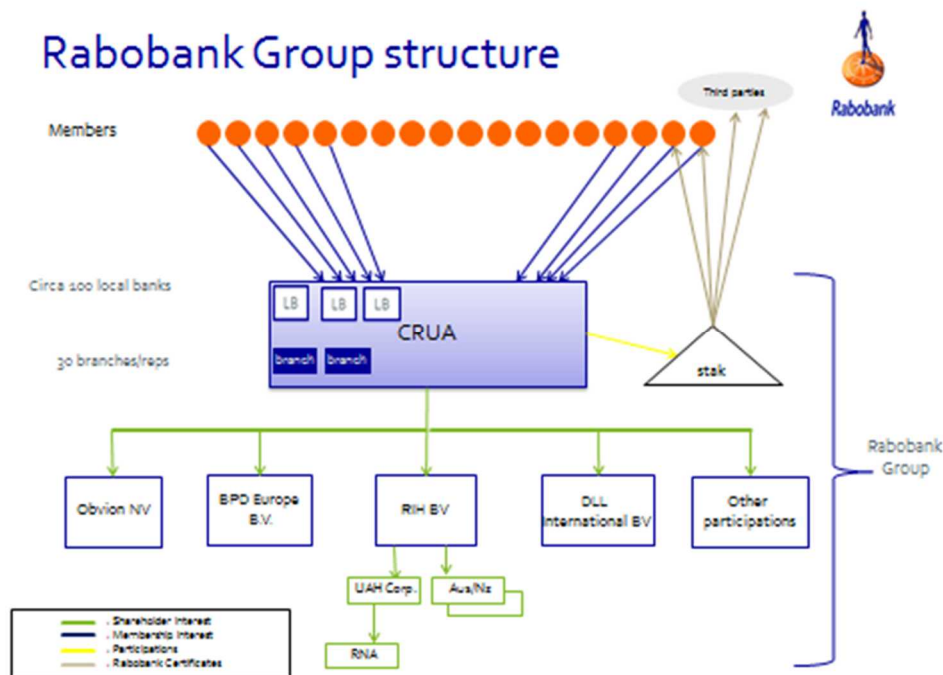 Rabobank Group structure
Third parties
Rabobank
Members
Circa 100 local banks
LB
LB
LB
CRUA
30 branches/reps
branch
branch
stak
Rabobank
Group
Obvion NV
BPD Europe
B.V.
RIH BV
DLL
International BV
Other
participations
UAH Corp.
Aus/Nz
RNA
: Shareholder Interest
: Membership Interest
: Participations
: Rabobank Certificates